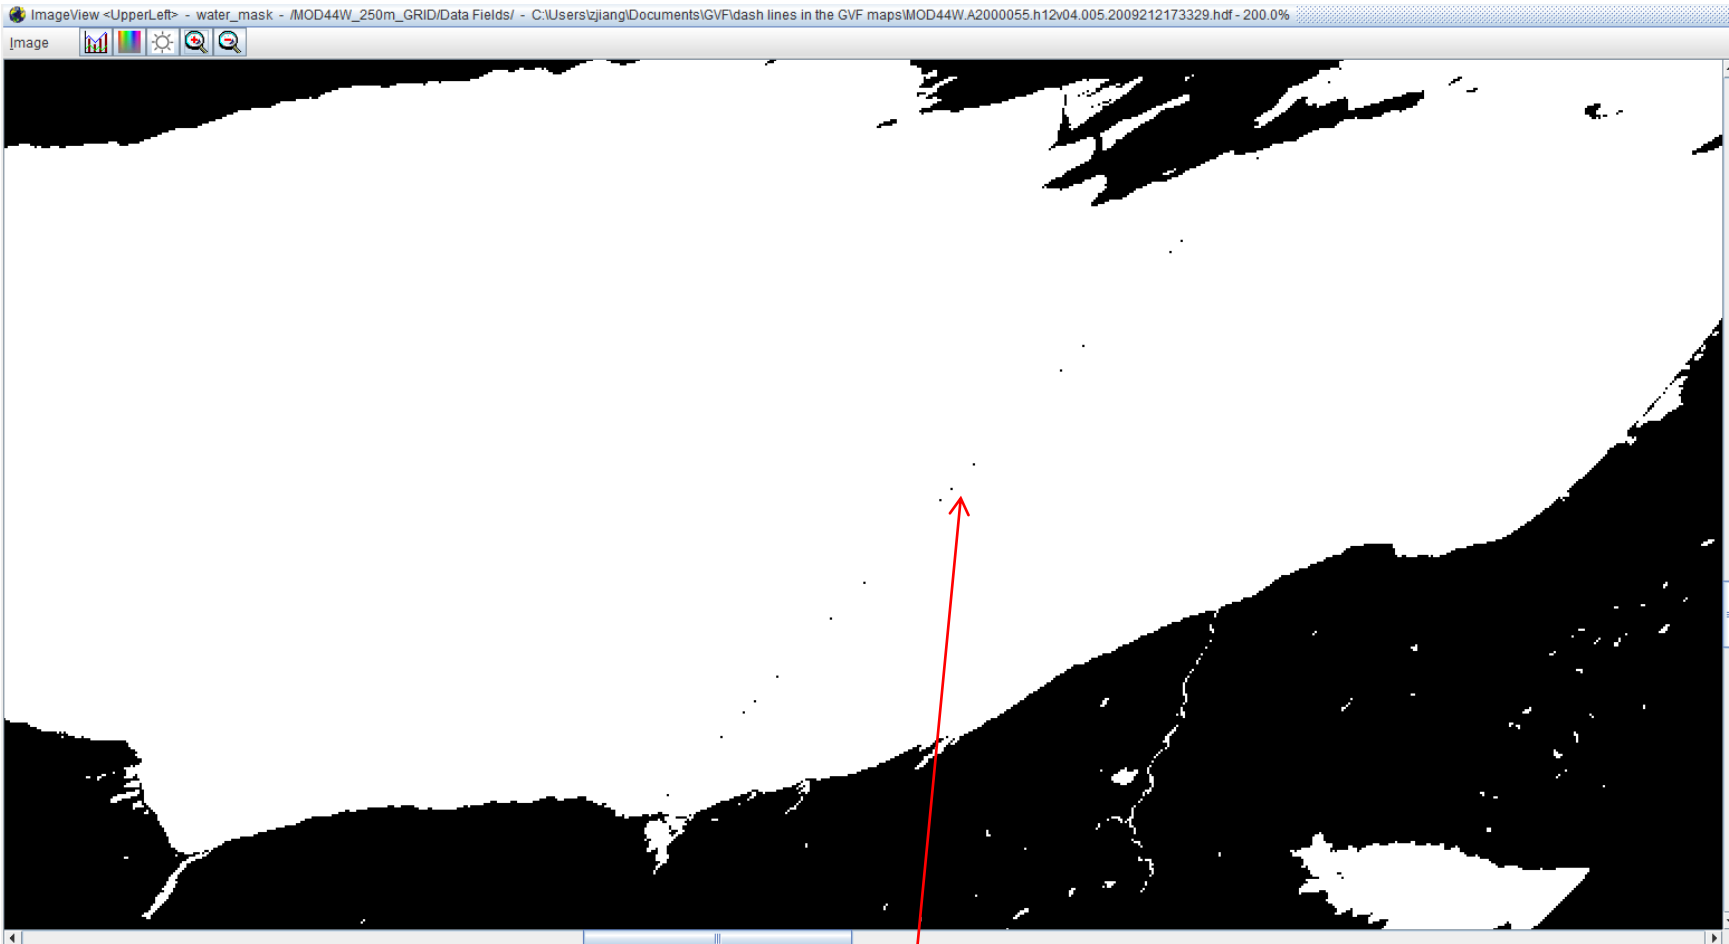 ImageView <UpperLeft> - water_mask - /MOD44W_250m_GRID/Data Fields/ - C:\Users\zjiang\Documents\GVF\dash lines in the GVF maps\MOD44W.A2000055.h12v04.005.2009212173329.hdf - 200.0%
Image